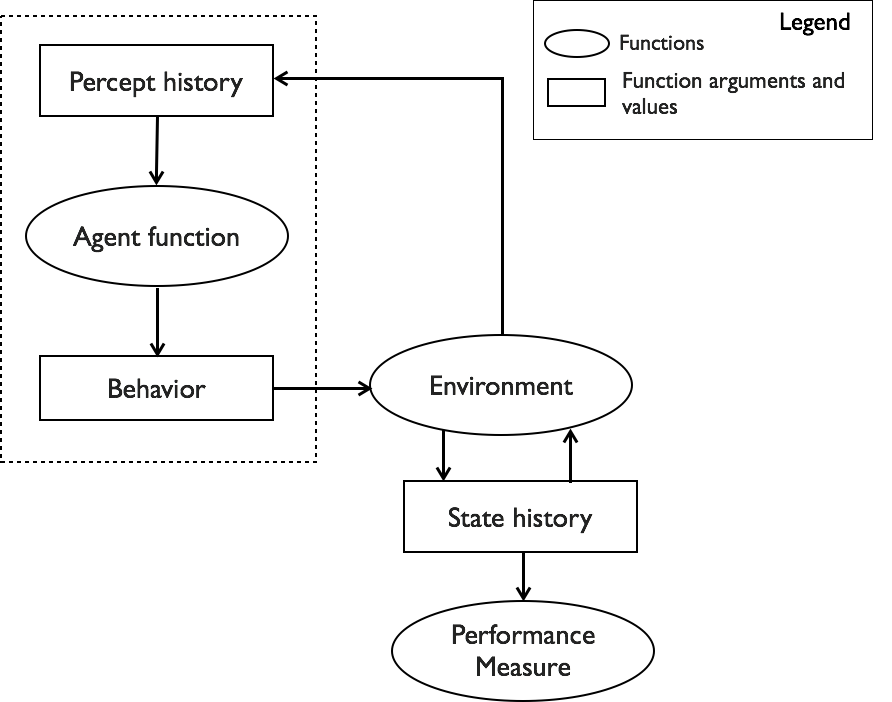 Legend
Functions
Function arguments and
values
Percept history
Agent function
Behavior
Environment
State history
Performance
Measure